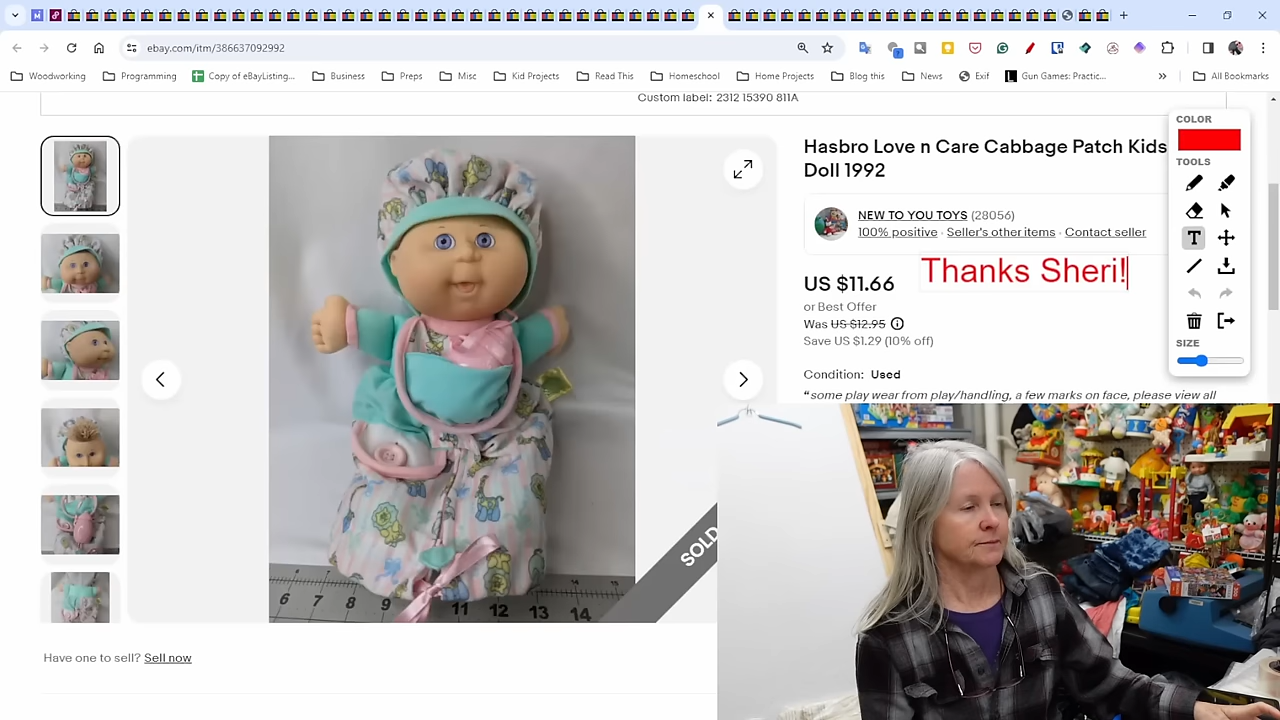 ebay.com/itm/386637092992
Woodworking
Programming
Copy of eBayListing...
Business
Preps
Misc
Kid Projects
Read This
Homeschool
Home Projects
Blog this
News
Exif
Gun Games: Practic...
»
All Bookmarks
Custom label: 2312 15390 811A
COLOR
TOOLS
T
SIZE
Hasbro Love n Care Cabbage Patch Kids
Doll 1992
NEW TO YOU TOYS (28056)
100% positive · Seller's other items · Contact seller
US $11.66
Thanks Sheri!
or Best Offer
Was US $12.95
Save US $1.29 (10% off)
Condition: Used
“some play wear from play/handling, a few marks on face, please view all
SOLD
6 7 8 9 11 12 13 14
Have one to sell? Sell now